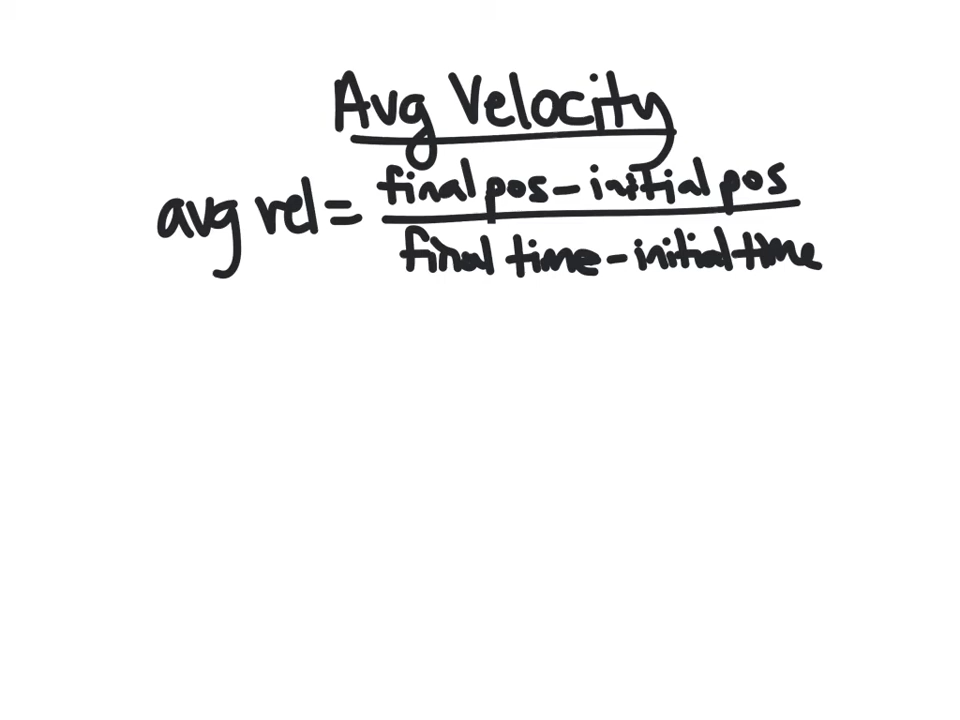 Avg Velocity
avg vel = final pos - initial pos
final time - initial time